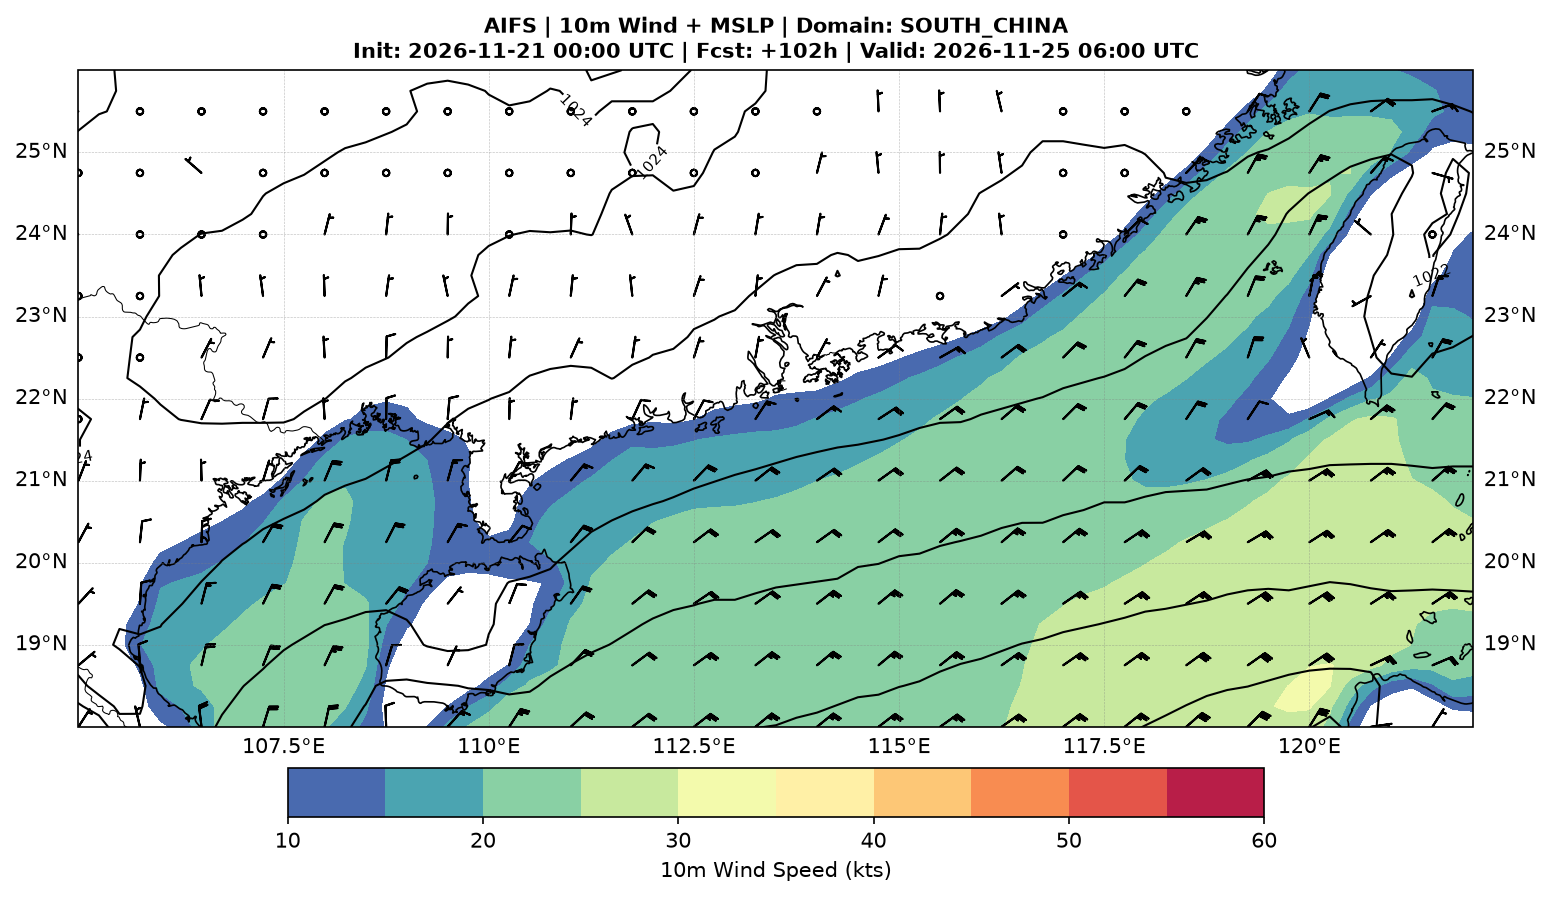 AIFS | 10m Wind + MSLP | Domain: SOUTH_CHINA
Init: 2026-11-21 00:00 UTC | Fcst: +102h | Valid: 2026-11-25 06:00 UTC
1024
1024
25°N 25°N
24°N 24°N
1022
23°N 23°N
22°N 22°N
24
21°N 21°N
20°N 20°N
19°N 19°N
107.5°E 110°E 112.5°E 115°E 117.5°E 120°E
10 20 30 40 50 60
10m Wind Speed (kts)